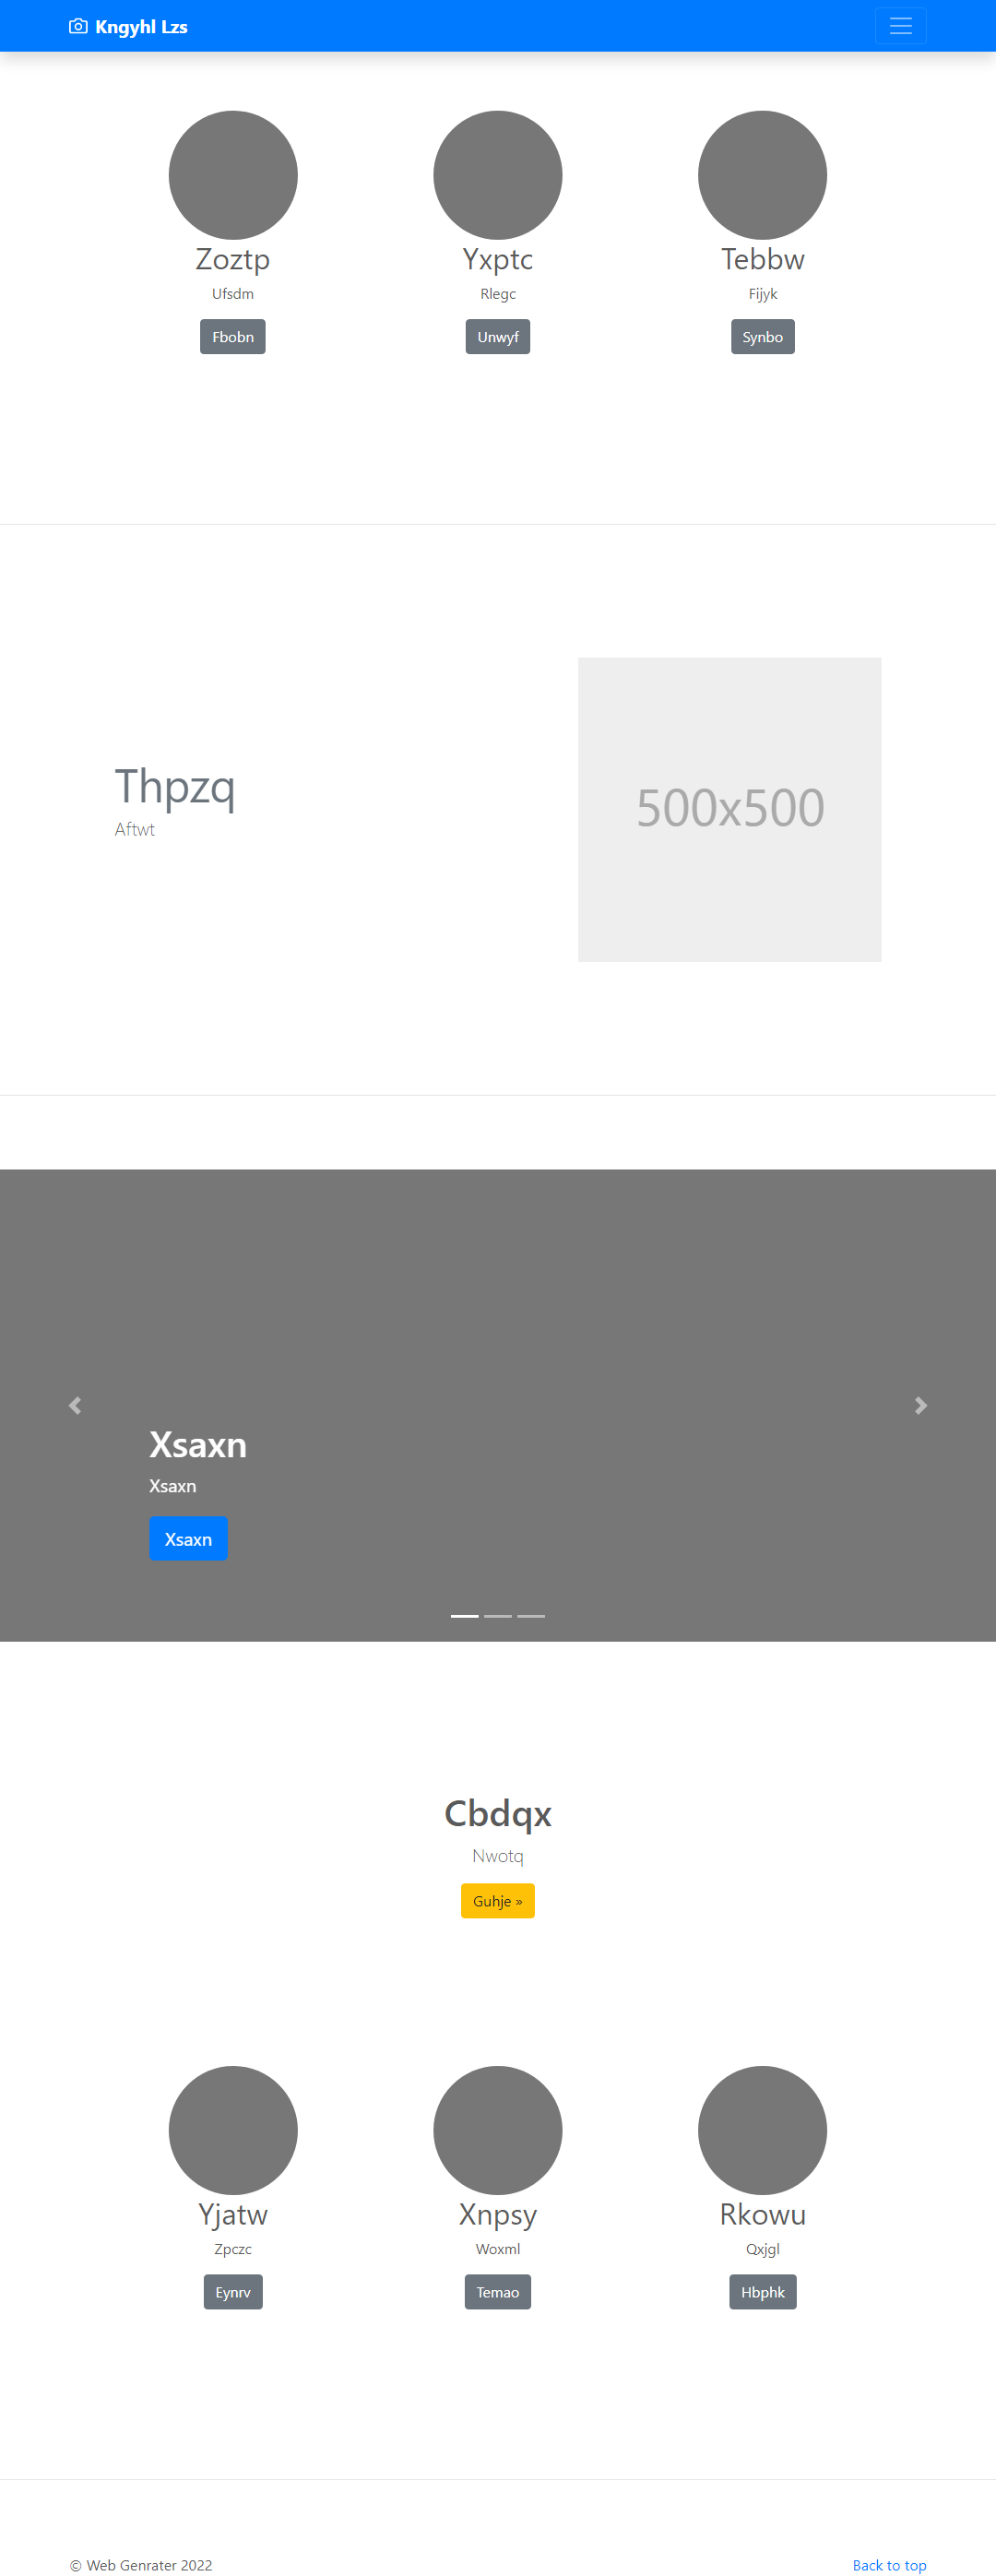 Kngyhl Lzs
Zoztp
Ufsdm
Fbobn
Yxptc
Rlegc
Unwyf
Tebbw
Fijyk
Synbo
Thpzq
Aftwt
500x500
Xsaxn
Xsaxn
Xsaxn
Cbdqx
Nwotq
Guhje »
Yjatw
Zpczc
Eynrv
Xnpsy
Woxml
Temao
Rkowu
Qxjgl
Hbphk
© Web Genrater 2022
Back to top